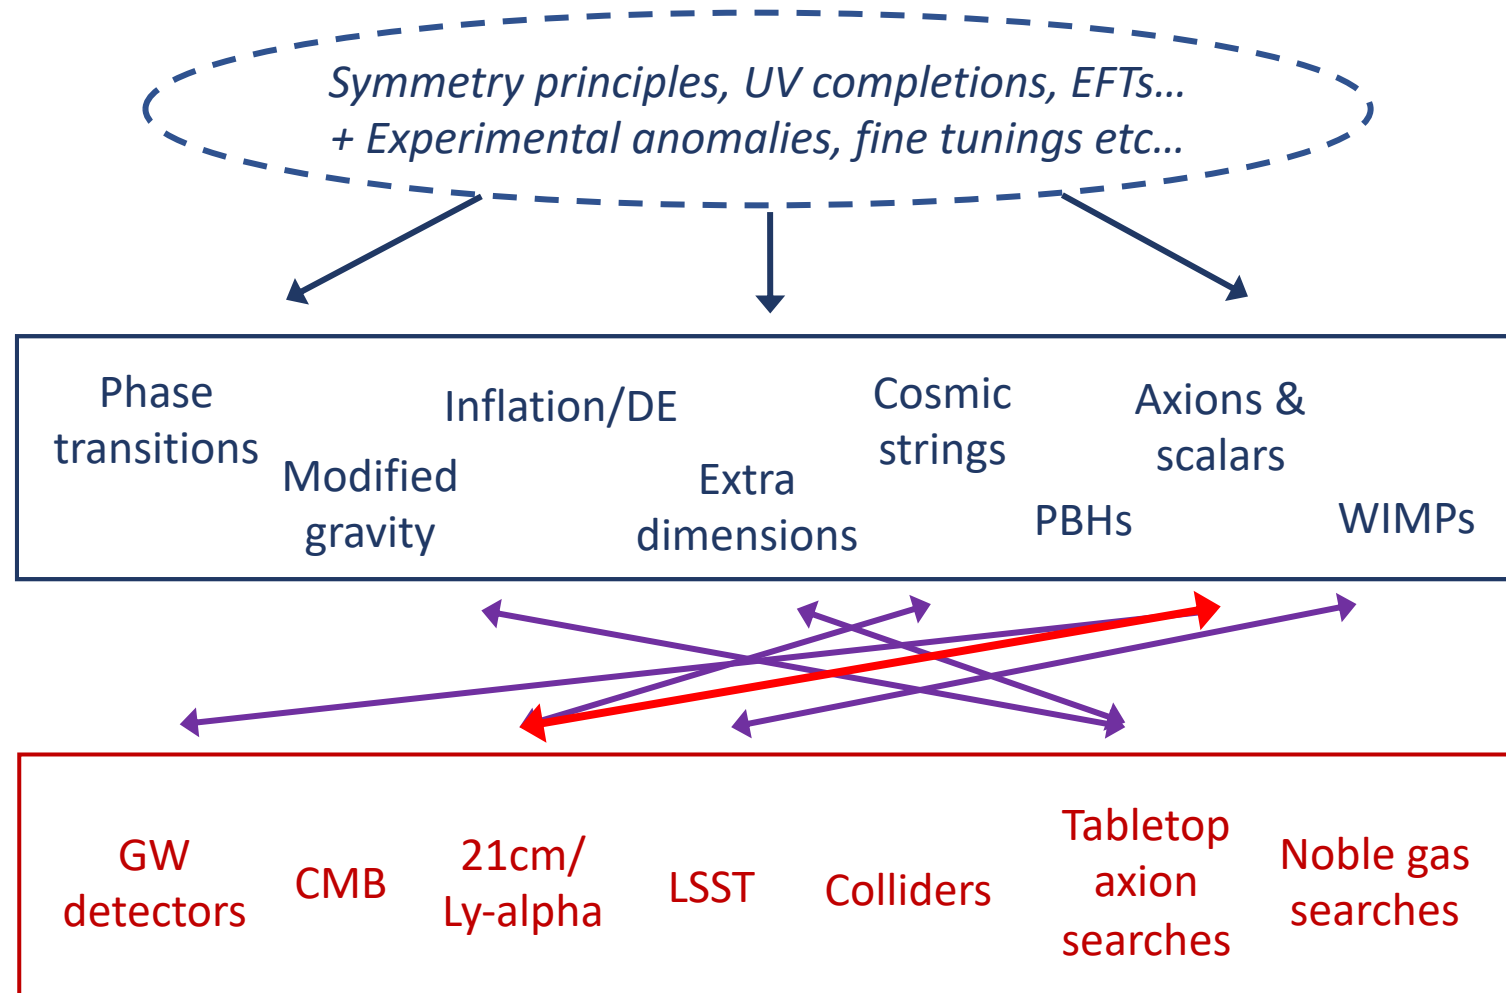 Symmetry principles, UV completions, EFTs…
+ Experimental anomalies, fine tunings etc…
Phase
transitions
Modified
gravity
Inflation/DE
Extra
dimensions
Cosmic
strings
PBHs
Axions &
scalars
WIMPs
GW
detectors
CMB
21cm/
Ly-alpha
LSST
Colliders
Tabletop
axion
searches
Noble gas
searches